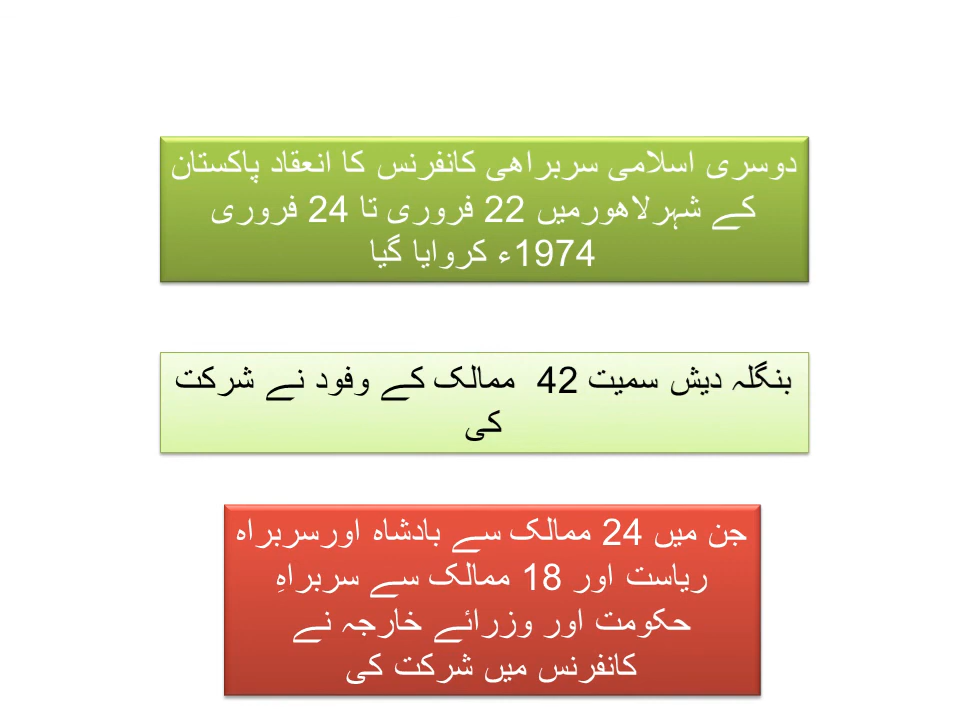 دوسری اسلامی سربراھی کانفرنس کا انعقاد پاکستان
کے شہرلاھورمیں 22 فروری تا 24 فروری
1974ء کروایا گیا
بنگلہ دیش سمیت 42 ممالک کے وفود نے شرکت
کی
جن میں 24 ممالک سے بادشاہ اورسربراہ
ریاست اور 18 ممالک سے سربراہِ
حکومت اور وزرائے خارجہ نے
کانفرنس میں شرکت کی